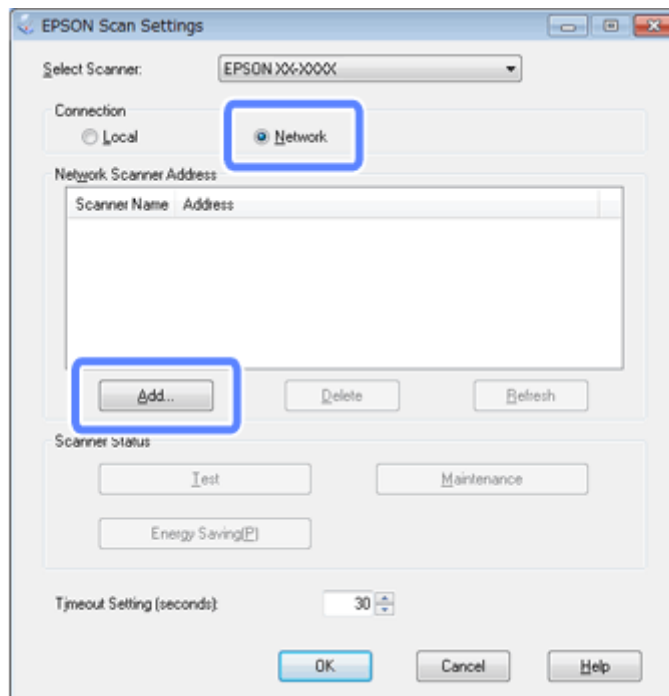 EPSON Scan Settings
Select Scanner: EPSON XX-XXXX
Connection
Local Network
Network Scanner Address
Scanner Name Address
Add... Delete Refresh
Scanner Status
Test Maintenance
Energy Saving(P)
Timeout Setting (seconds): 30
OK Cancel Help